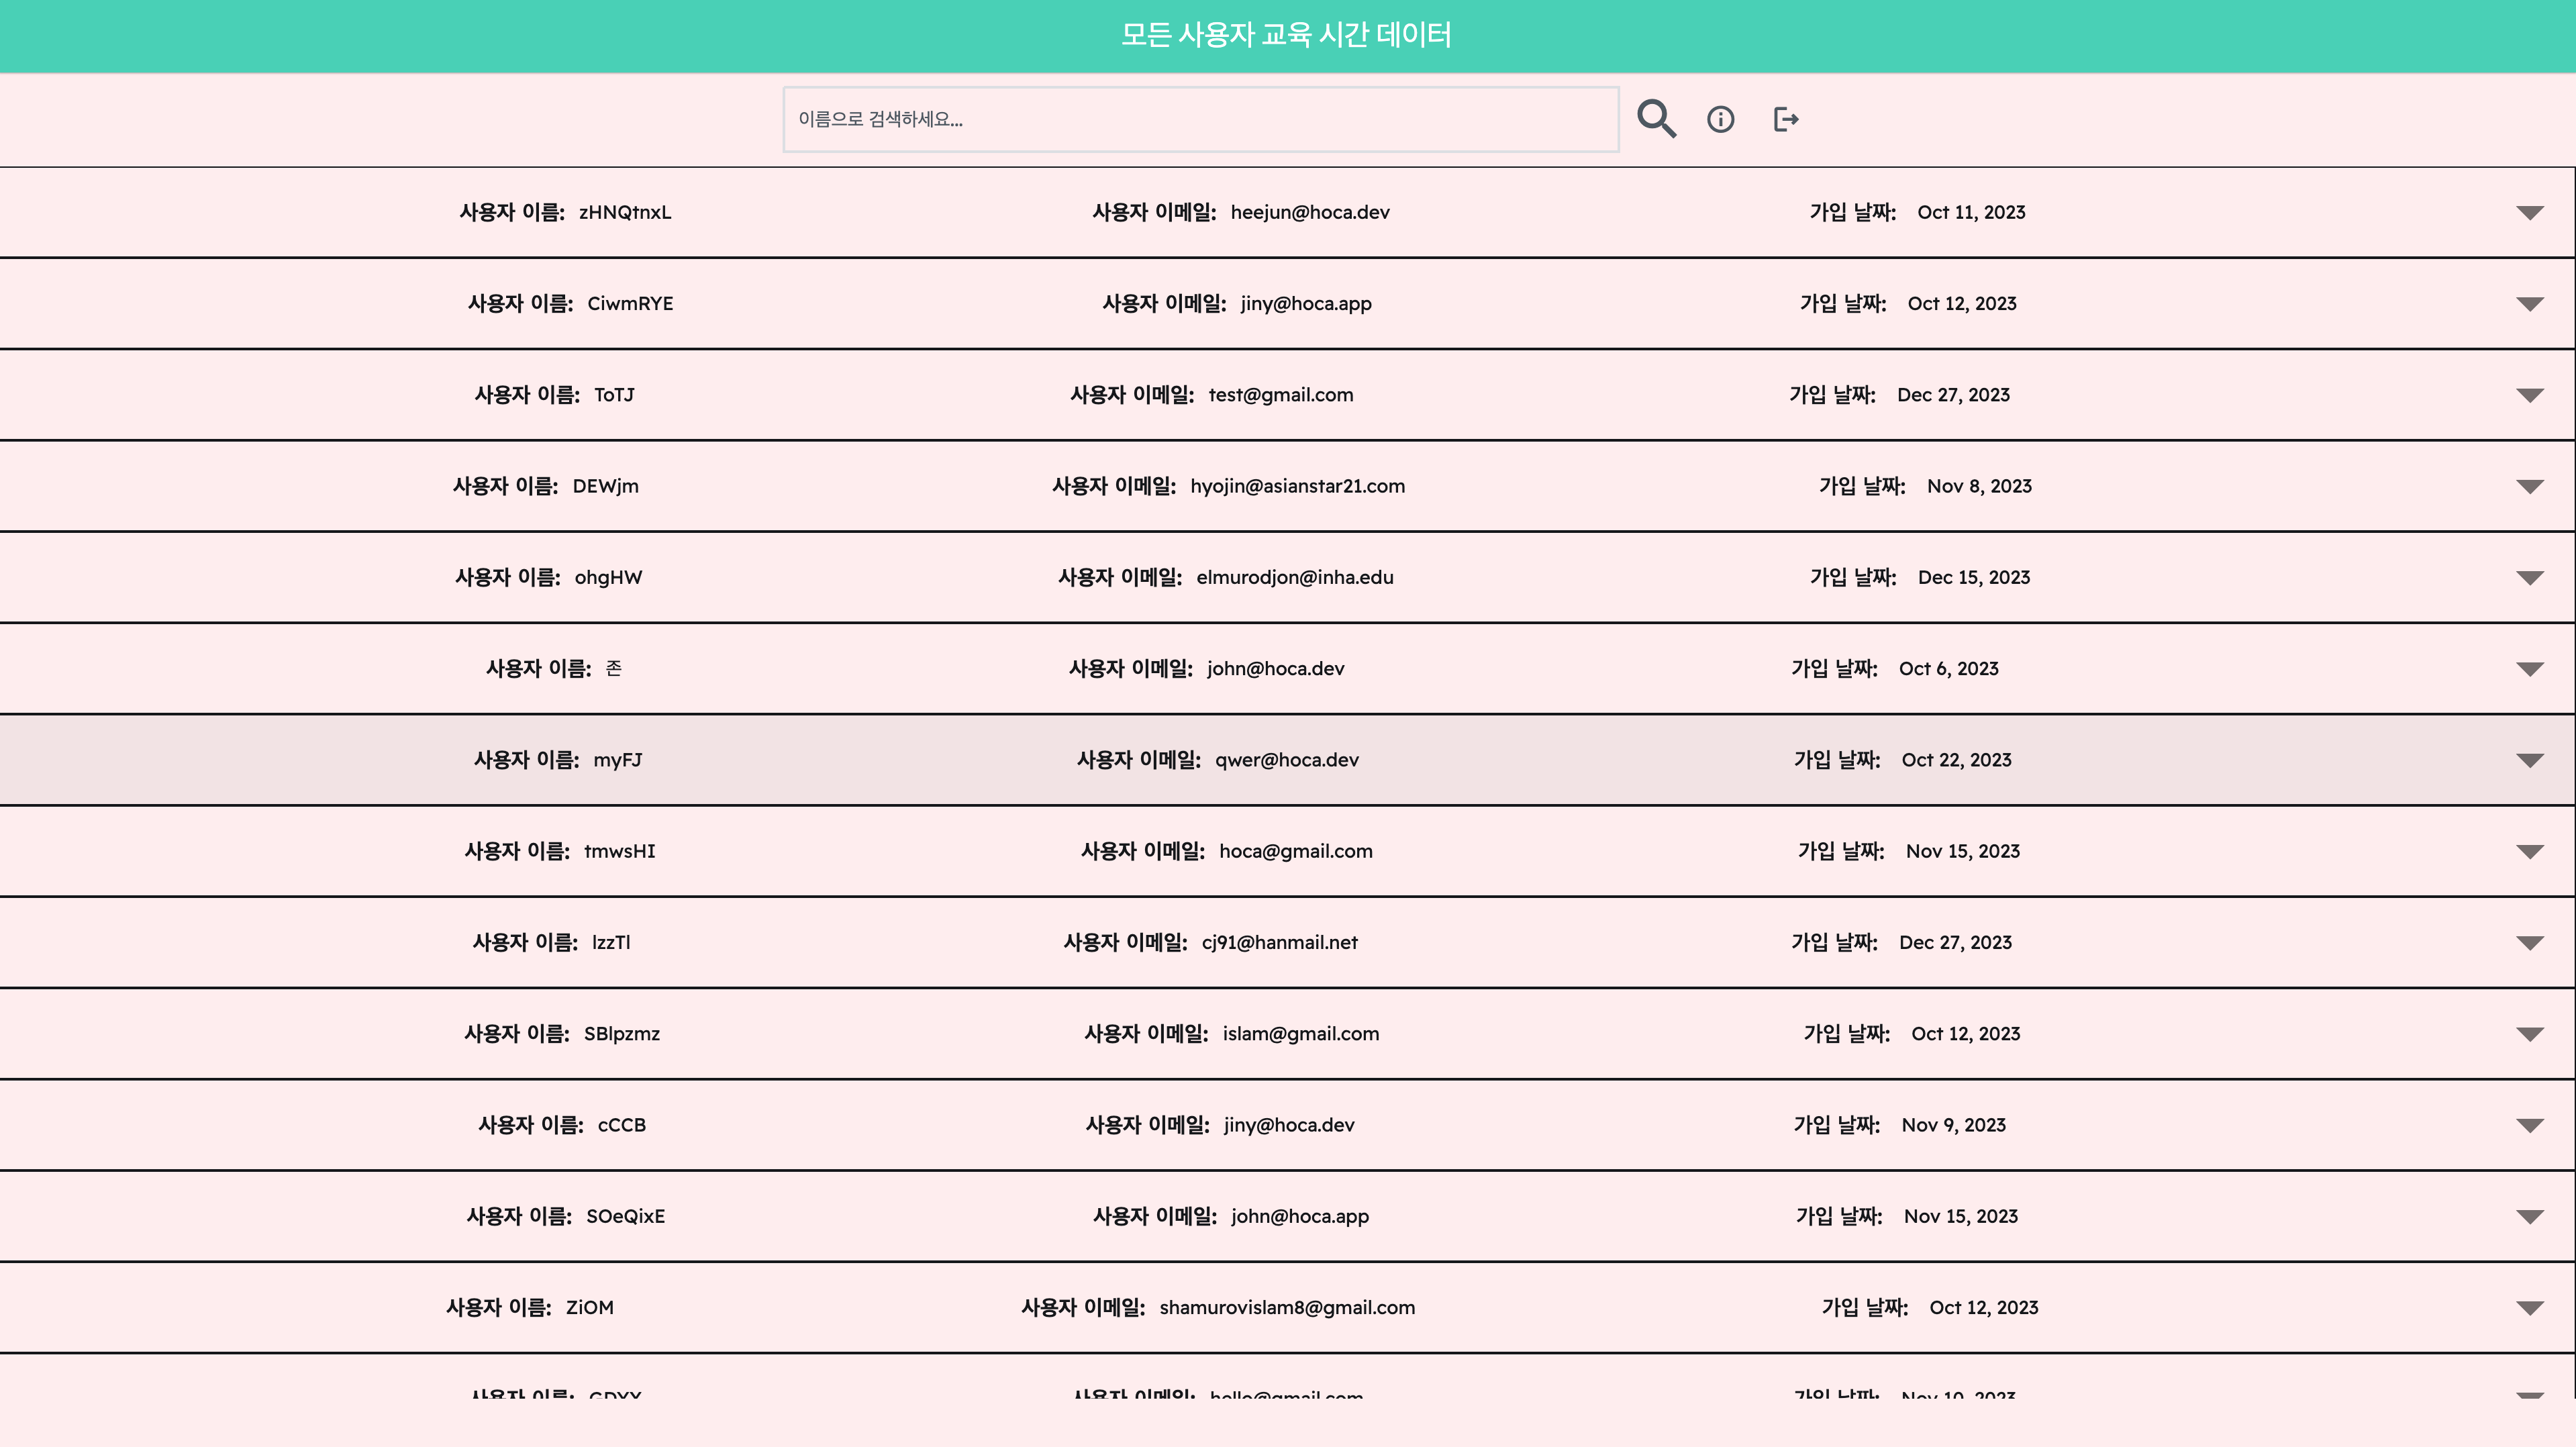 모든 사용자 교육 시간 데이터
이름으로 검색하세요...
사용자 이름: zHNQtnxL 사용자 이메일: heejun@hoca.dev 가입 날짜: Oct 11, 2023
사용자 이름: CiwmRYE 사용자 이메일: jiny@hoca.app 가입 날짜: Oct 12, 2023
사용자 이름: ToTJ 사용자 이메일: test@gmail.com 가입 날짜: Dec 27, 2023
사용자 이름: DEWjm 사용자 이메일: hyojin@asianstar21.com 가입 날짜: Nov 8, 2023
사용자 이름: ohgHW 사용자 이메일: elmurodjon@inha.edu 가입 날짜: Dec 15, 2023
사용자 이름: 존 사용자 이메일: john@hoca.dev 가입 날짜: Oct 6, 2023
사용자 이름: myFJ 사용자 이메일: qwer@hoca.dev 가입 날짜: Oct 22, 2023
사용자 이름: tmwsHI 사용자 이메일: hoca@gmail.com 가입 날짜: Nov 15, 2023
사용자 이름: lzzTl 사용자 이메일: cj91@hanmail.net 가입 날짜: Dec 27, 2023
사용자 이름: SBlpzmz 사용자 이메일: islam@gmail.com 가입 날짜: Oct 12, 2023
사용자 이름: cCCB 사용자 이메일: jiny@hoca.dev 가입 날짜: Nov 9, 2023
사용자 이름: SOeQixE 사용자 이메일: john@hoca.app 가입 날짜: Nov 15, 2023
사용자 이름: ZiOM 사용자 이메일: shamurovislam8@gmail.com 가입 날짜: Oct 12, 2023
사용자 이름: 사용자 이메일: hello@gmail.com 가입 날짜: Nov 10, 2023